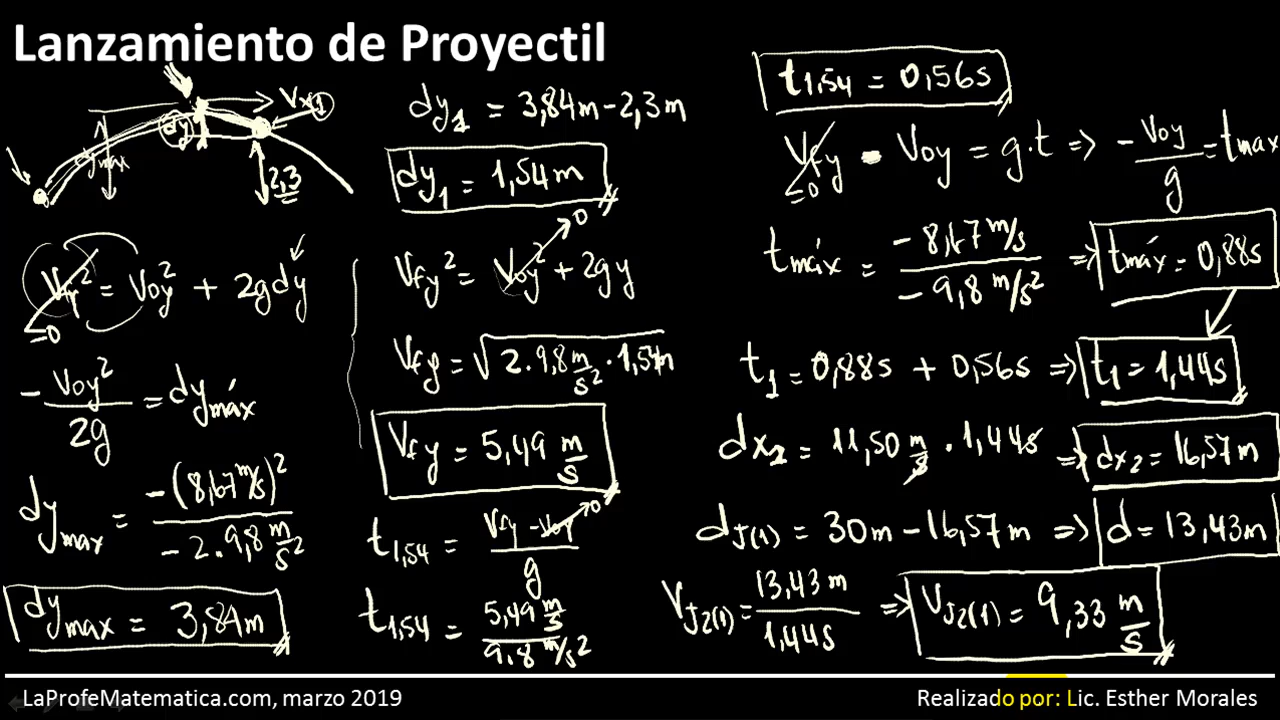 Lanzamiento de Proyectil
Vx 1
dy
dymax
2,3
Vfy² = Voy² + 2gdy
=0
-Voy²/2g = dymáx
dymax = -(8,67 m/s)²/-2.9,8 m/s²
dymax = 3,84m
dy1 = 3,84m - 2,3m
dy1 = 1,54m
Vfy² = Voy² + 2gy
0
Vfy = √2.9,8 m/s² · 1,54m
Vfy = 5,49 m/s
t1,54 = Vfy - Voy/g
0
t1,54 = 5,49 m/s/9.8 m/s²
t1,54 = 0,56s
Vfy - Voy = g·t => -Voy/g = tmax
=0
tmáx = -8,67 m/s/-9,8 m/s² => tmáx = 0,88s
t1 = 0,88s + 0,56s => t1 = 1,44s
dx2 = 11,50 m/s · 1,44s => dx2 = 16,57m
dJ(1) = 30m - 16,57m => d = 13,43m
VJ2(1) = 13,43m/1,44s => VJ2(1) = 9,33 m/s
LaProfeMatematica.com, marzo 2019
Realizado por: Lic. Esther Morales